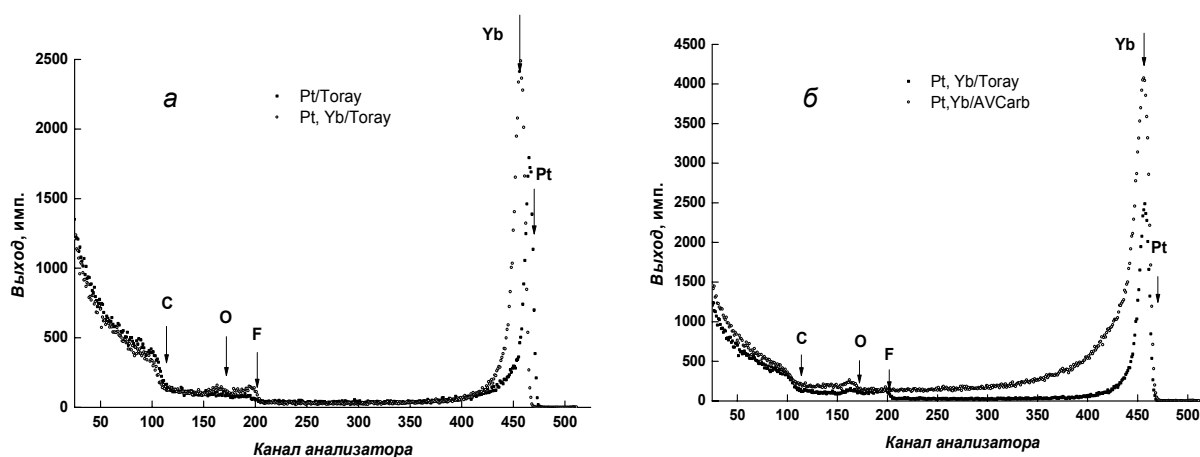 Yb
2500
а
Pt/Toray
Pt, Yb/Toray
2000
Выход, имп.
1500
Pt
1000
C
O
F
500
0
50 100 150 200 250 300 350 400 450 500
Канал анализатора
4500
Yb
Pt, Yb/Toray
б
Pt,Yb/AVCarb
4000
3500
3000
2500
Выход, имп.
2000
Pt
1500
1000
C
O
F
500
0
50 100 150 200 250 300 350 400 450 500
Канал анализатора